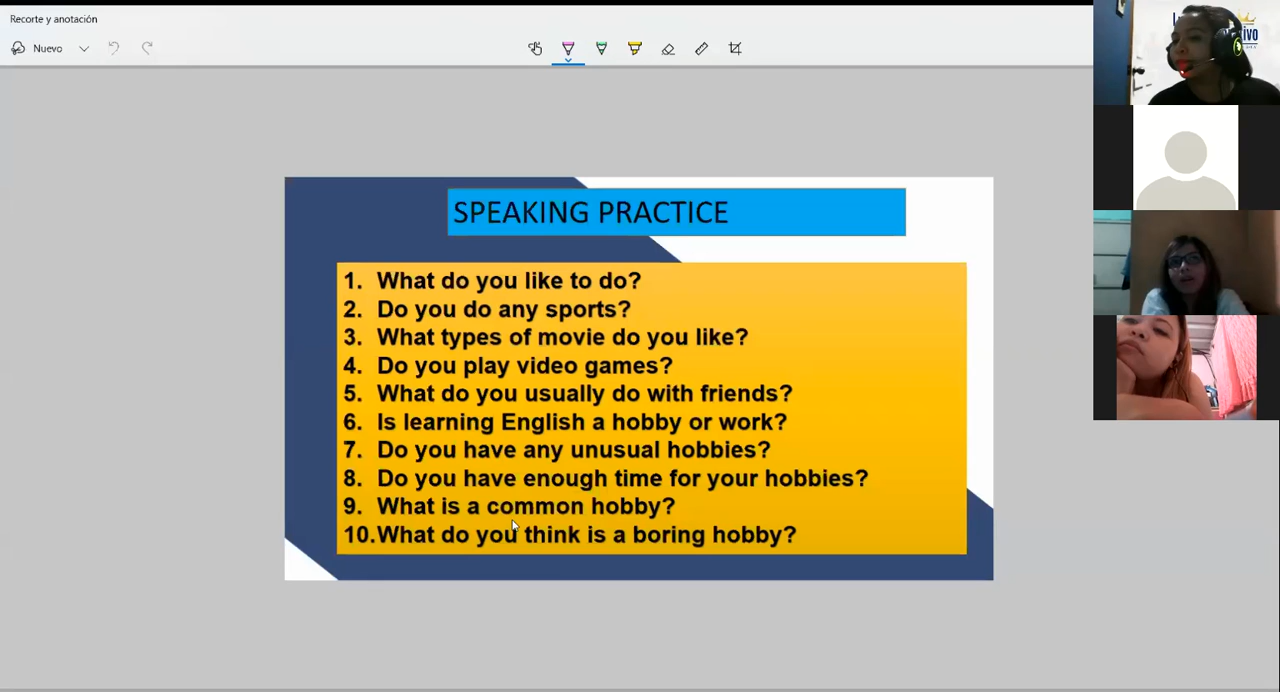 Recorte y anotación
Nuevo
SPEAKING PRACTICE
1. What do you like to do?
2. Do you do any sports?
3. What types of movie do you like?
4. Do you play video games?
5. What do you usually do with friends?
6. Is learning English a hobby or work?
7. Do you have any unusual hobbies?
8. Do you have enough time for your hobbies?
9. What is a common hobby?
10.What do you think is a boring hobby?